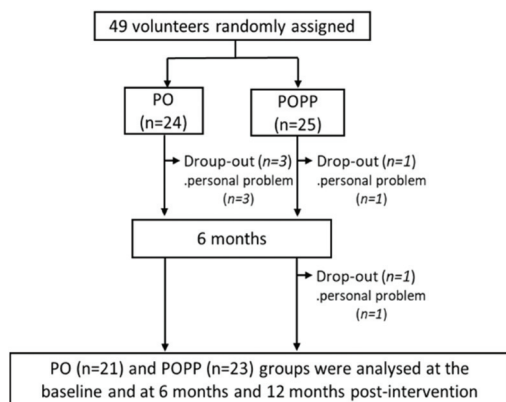 49 volunteers randomly assigned
PO
(n=24)
POPP
(n=25)
Droup-out (n=3)
.personal problem
(n=3)
Drop-out (n=1)
.personal problem
(n=1)
6 months
Drop-out (n=1)
.personal problem
(n=1)
PO (n=21) and POPP (n=23) groups were analysed at the
baseline and at 6 months and 12 months post-intervention